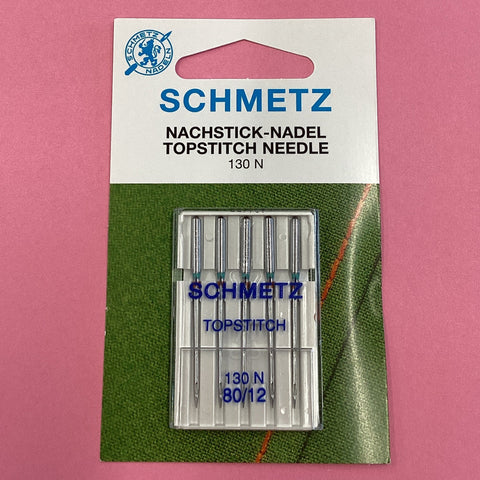 SCHMETZ
NADELN
SCHMETZ
NACHSTICK-NADEL
TOPSTITCH NEEDLE
130 N
SCHMETZ
TOPSTITCH
130 N
80/12